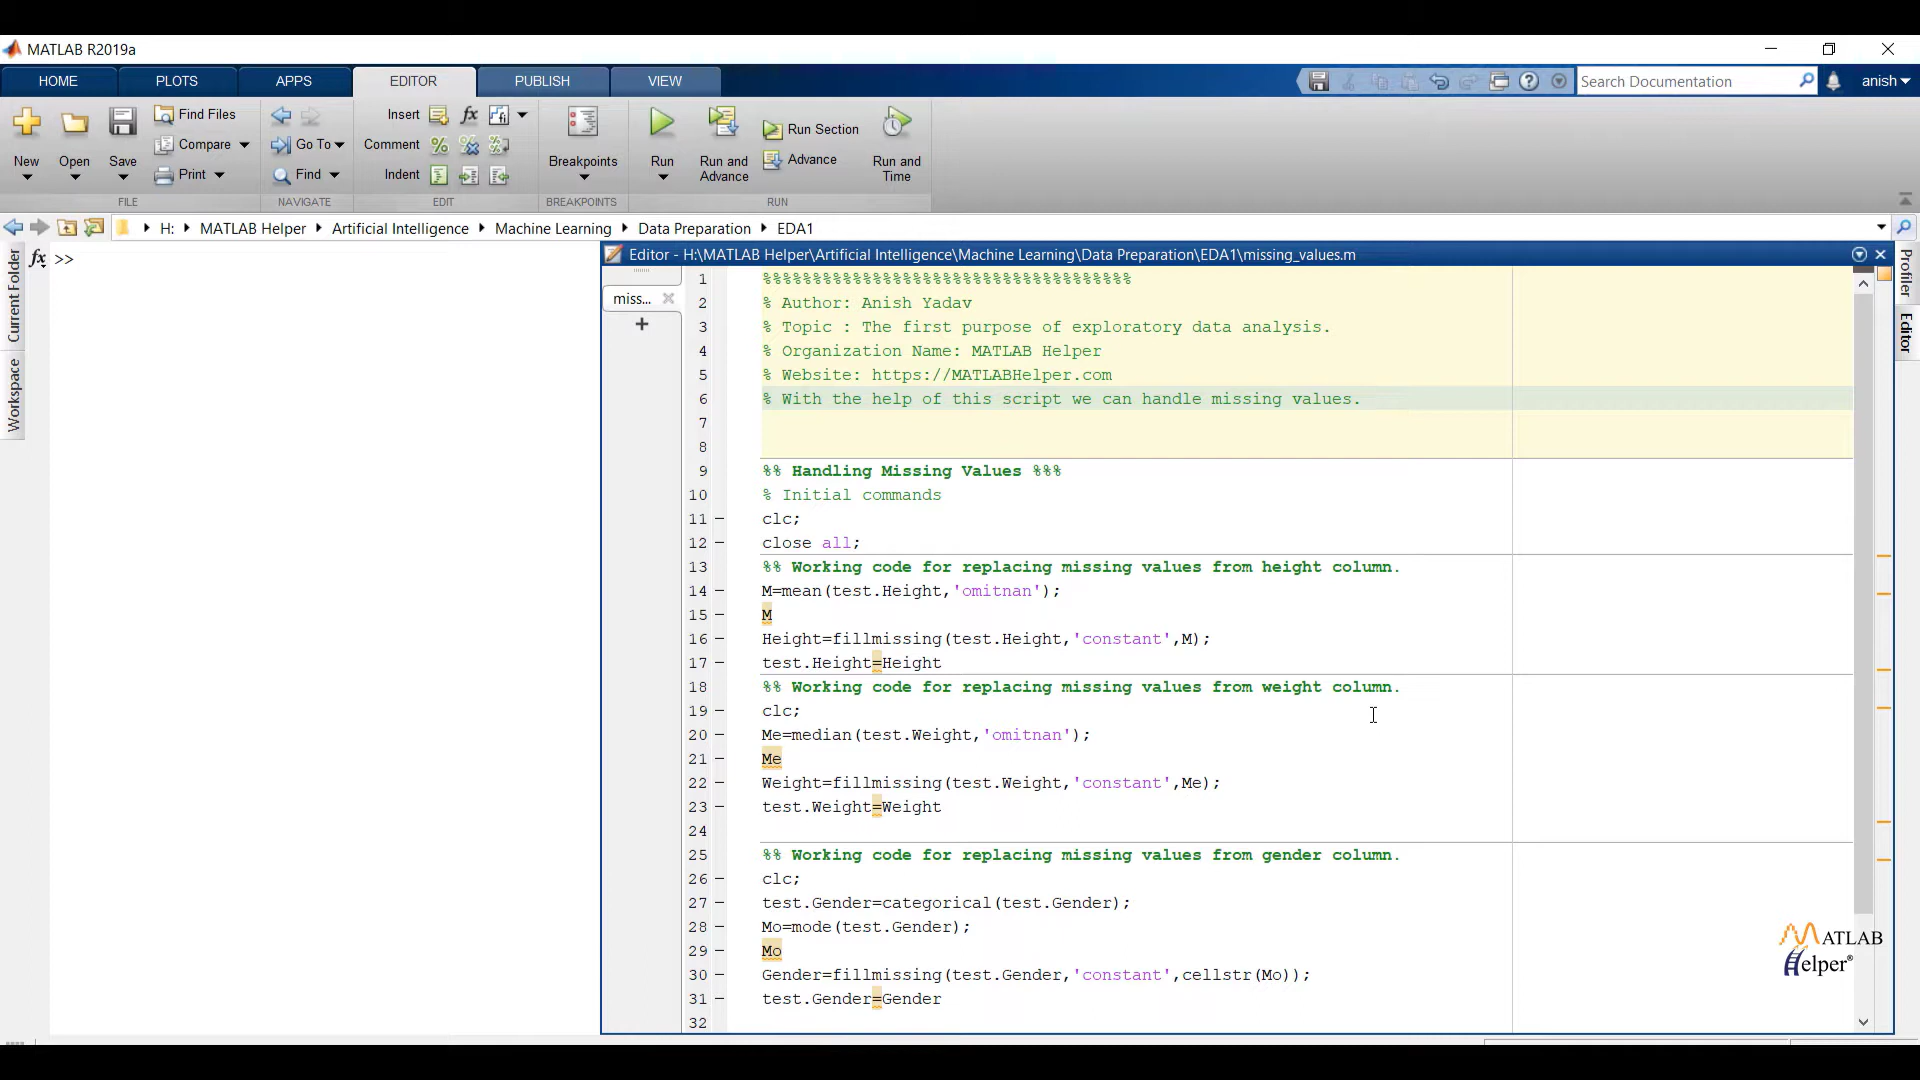 MATLAB R2019a
HOME PLOTS APPS EDITOR PUBLISH VIEW Search Documentation anish
New Open Save Find Files Compare Print
FILE
Go To Find
NAVIGATE
Insert fx Comment Indent
EDIT
Breakpoints
BREAKPOINTS
Run Run and Advance Run Section Advance Run and Time
RUN
H: MATLAB Helper Artificial Intelligence Machine Learning Data Preparation EDA1
Current Folder
Workspace
fx >>
Editor - H:\MATLAB Helper\Artificial Intelligence\Machine Learning\Data Preparation\EDA1\missing_values.m
miss...
+
Profiler
Editor
1 %%%%%%%%%%%%%%%%%%%%%%%%%%%%%%%%%%%%%
2 % Author: Anish Yadav
3 % Topic : The first purpose of exploratory data analysis.
4 % Organization Name: MATLAB Helper
5 % Website: https://MATLABHelper.com
6 % With the help of this script we can handle missing values.
7
8
9 %% Handling Missing Values %%%
10 % Initial commands
11 – clc;
12 – close all;
13 %% Working code for replacing missing values from height column.
14 – M=mean(test.Height,'omitnan');
15 – M
16 – Height=fillmissing(test.Height,'constant',M);
17 – test.Height=Height
18 %% Working code for replacing missing values from weight column.
19 – clc;
20 – Me=median(test.Weight,'omitnan');
21 – Me
22 – Weight=fillmissing(test.Weight,'constant',Me);
23 – test.Weight=Weight
24
25 %% Working code for replacing missing values from gender column.
26 – clc;
27 – test.Gender=categorical(test.Gender);
28 – Mo=mode(test.Gender);
29 – Mo
30 – Gender=fillmissing(test.Gender,'constant',cellstr(Mo));
31 – test.Gender=Gender
32
MATLAB
Helper®